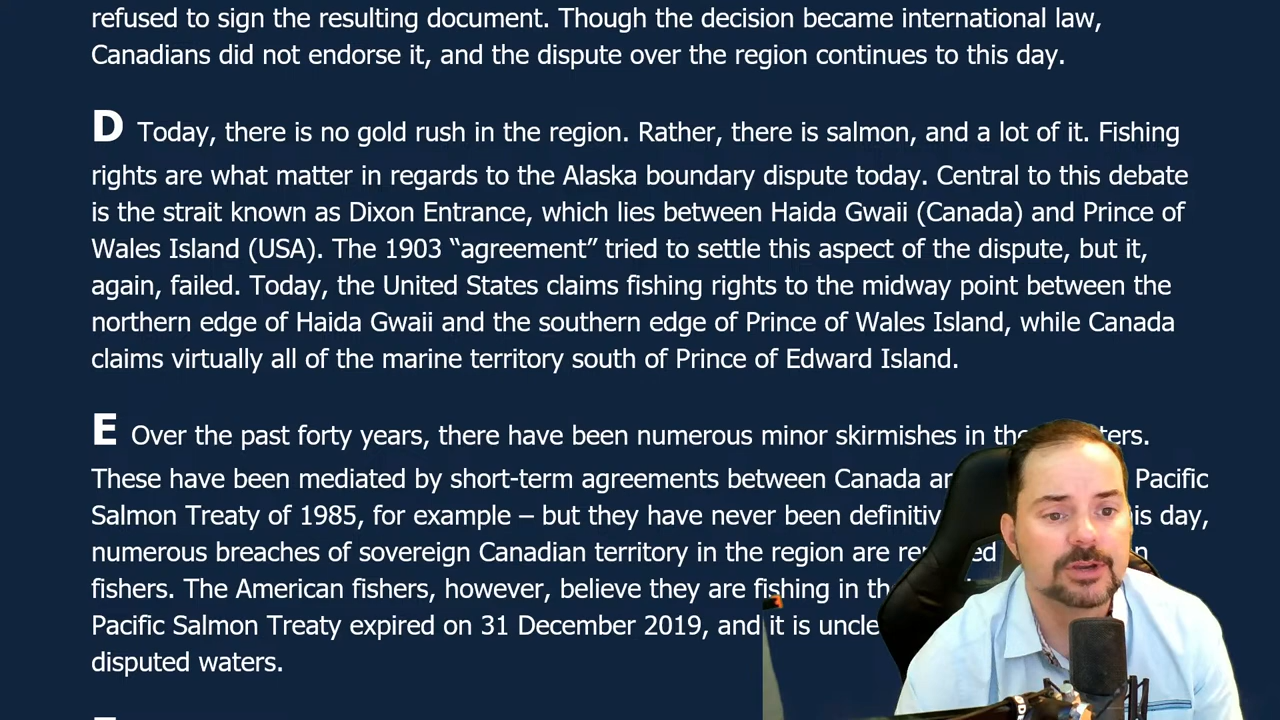 refused to sign the resulting document. Though the decision became international law,
Canadians did not endorse it, and the dispute over the region continues to this day.
D Today, there is no gold rush in the region. Rather, there is salmon, and a lot of it. Fishing
rights are what matter in regards to the Alaska boundary dispute today. Central to this debate
is the strait known as Dixon Entrance, which lies between Haida Gwaii (Canada) and Prince of
Wales Island (USA). The 1903 “agreement” tried to settle this aspect of the dispute, but it,
again, failed. Today, the United States claims fishing rights to the midway point between the
northern edge of Haida Gwaii and the southern edge of Prince of Wales Island, while Canada
claims virtually all of the marine territory south of Prince of Edward Island.
E Over the past forty years, there have been numerous minor skirmishes in
These have been mediated by short-term agreements between Canada Pacific
Salmon Treaty of 1985, for example – but they have never been day,
numerous breaches of sovereign Canadian territory in the region are
fishers. The American fishers, however, believe they are fishing in
Pacific Salmon Treaty expired on 31 December 2019, and it is
disputed waters.